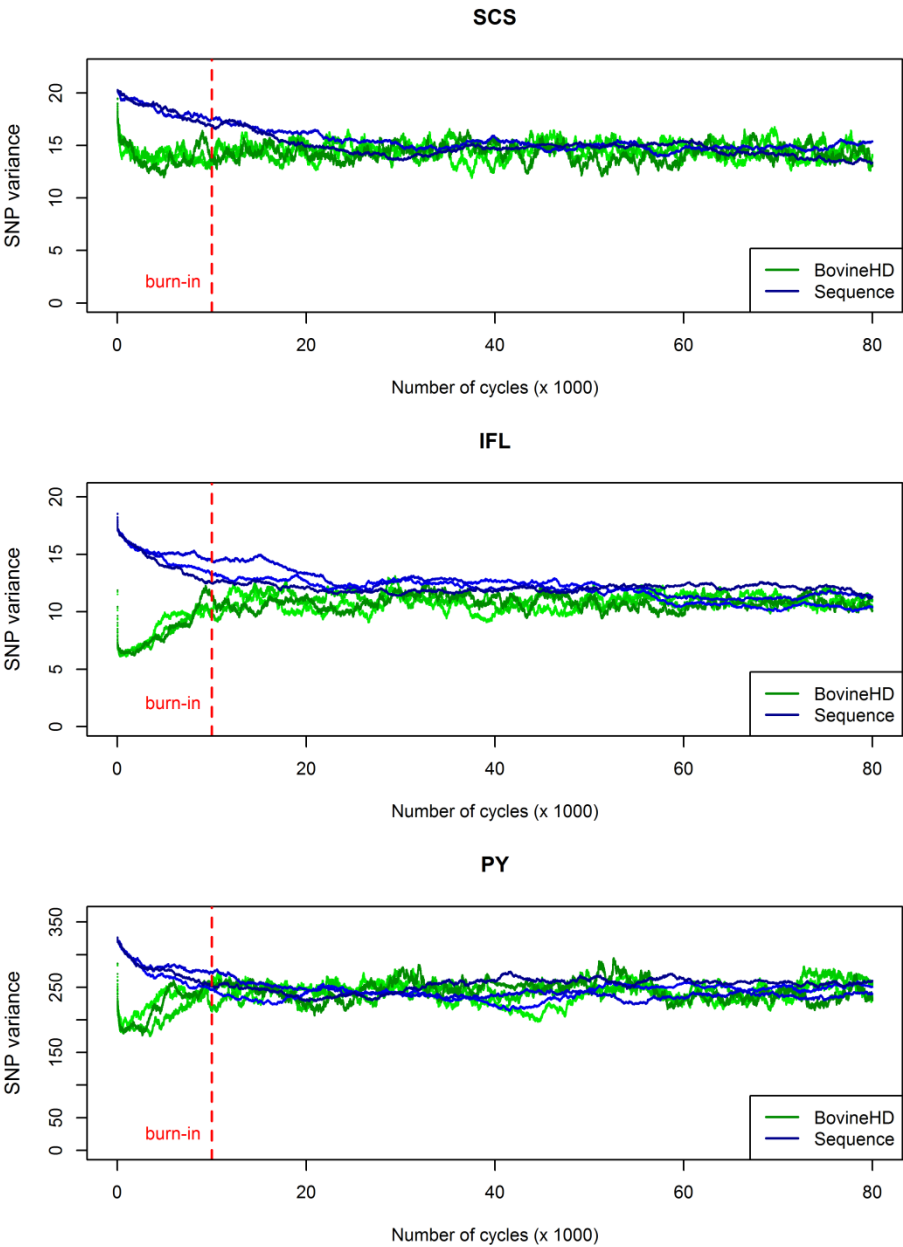 SCS
20
15
10
5
0
SNP variance
burn-in
BovineHD
Sequence
0 20 40 60 80
Number of cycles (x 1000)
IFL
20
15
10
5
0
SNP variance
burn-in
BovineHD
Sequence
0 20 40 60 80
Number of cycles (x 1000)
PY
350
250
150
50
0
SNP variance
burn-in
BovineHD
Sequence
0 20 40 60 80
Number of cycles (x 1000)